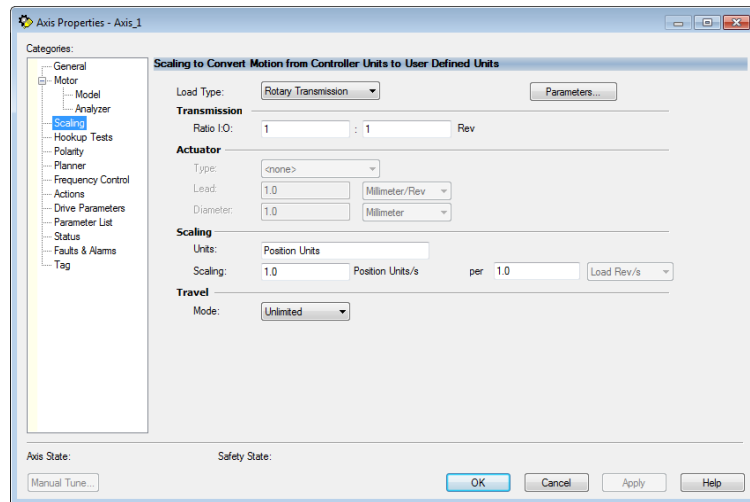 Axis Properties - Axis_1
Categories:
General
Motor
Model
Analyzer
Scaling
Hookup Tests
Polarity
Planner
Frequency Control
Actions
Drive Parameters
Parameter List
Status
Faults & Alarms
Tag
Scaling to Convert Motion from Controller Units to User Defined Units
Load Type: Rotary Transmission Parameters...
Transmission
Ratio I:O: 1 : 1 Rev
Actuator
Type: <none>
Lead: 1.0 Millimeter/Rev
Diameter: 1.0 Millimeter
Scaling
Units: Position Units
Scaling: 1.0 Position Units/s per 1.0 Load Rev/s
Travel
Mode: Unlimited
Axis State: Safety State:
Manual Tune... OK Cancel Apply Help